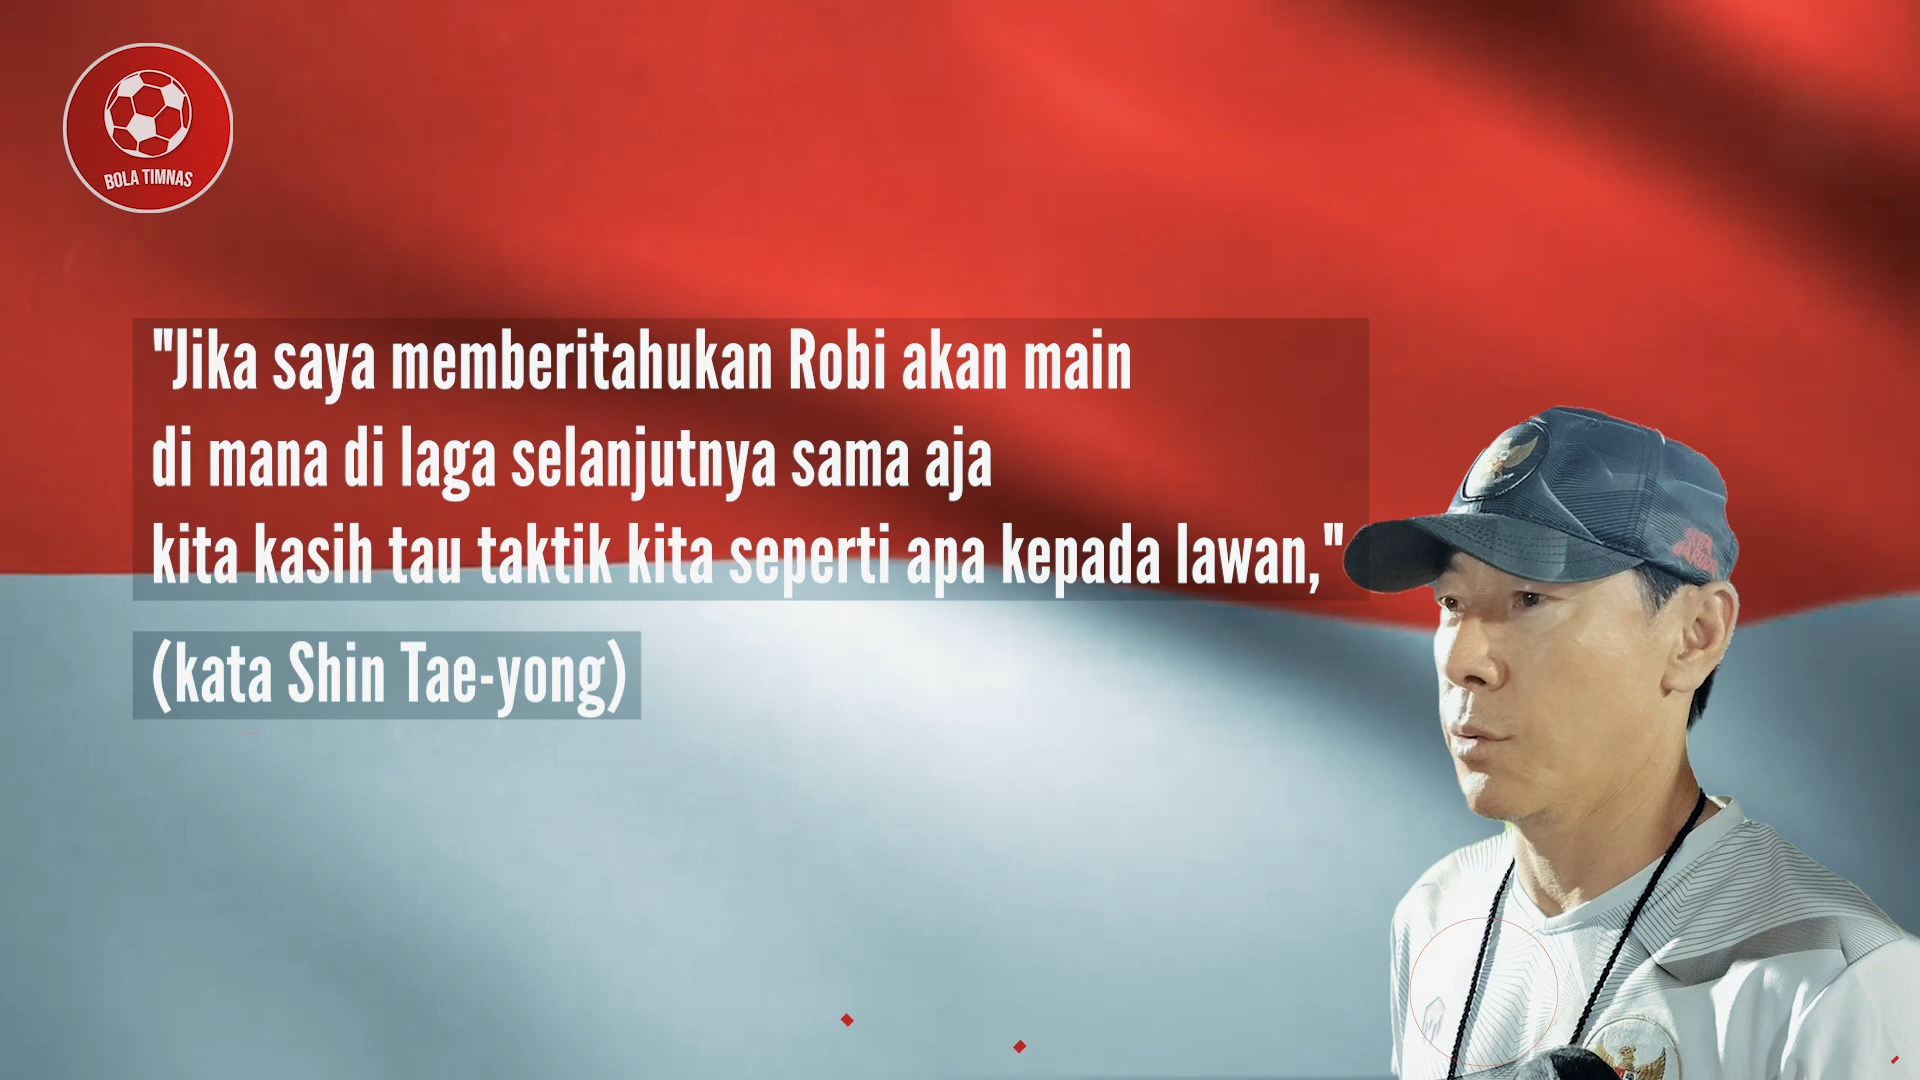 BOLA TIMNAS
"Jika saya memberitahukan Robi akan main
di mana di laga selanjutnya sama aja
kita kasih tau taktik kita seperti apa kepada lawan,"
(kata Shin Tae-yong)